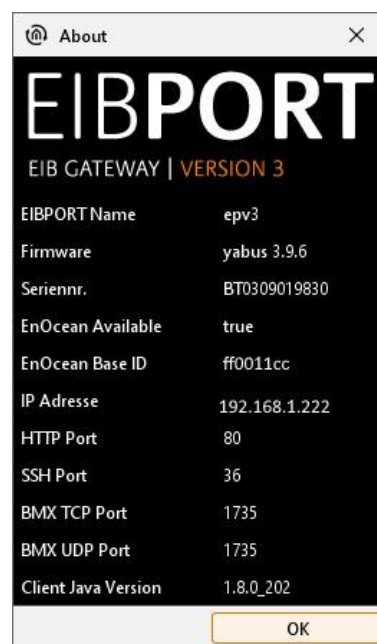 About
EIBPORT
EIB GATEWAY | VERSION 3
EIBPORT Name epv3
Firmware yabus 3.9.6
Seriennr. BT0309019830
EnOcean Available true
EnOcean Base ID ff0011cc
IP Adresse 192.168.1.222
HTTP Port 80
SSH Port 36
BMX TCP Port 1735
BMX UDP Port 1735
Client Java Version 1.8.0_202
OK